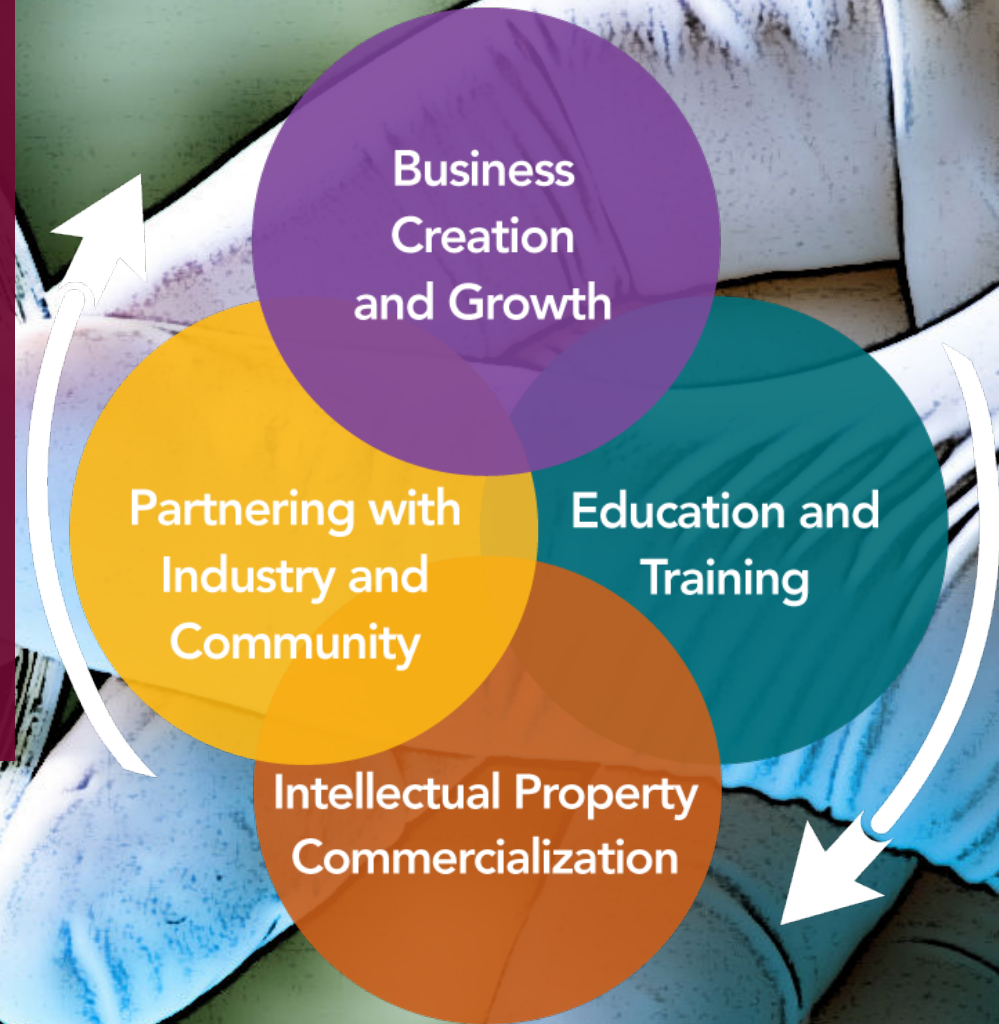 Business
Creation
and Growth
Partnering with
Industry and
Community
Education and
Training
Intellectual Property
Commercialization